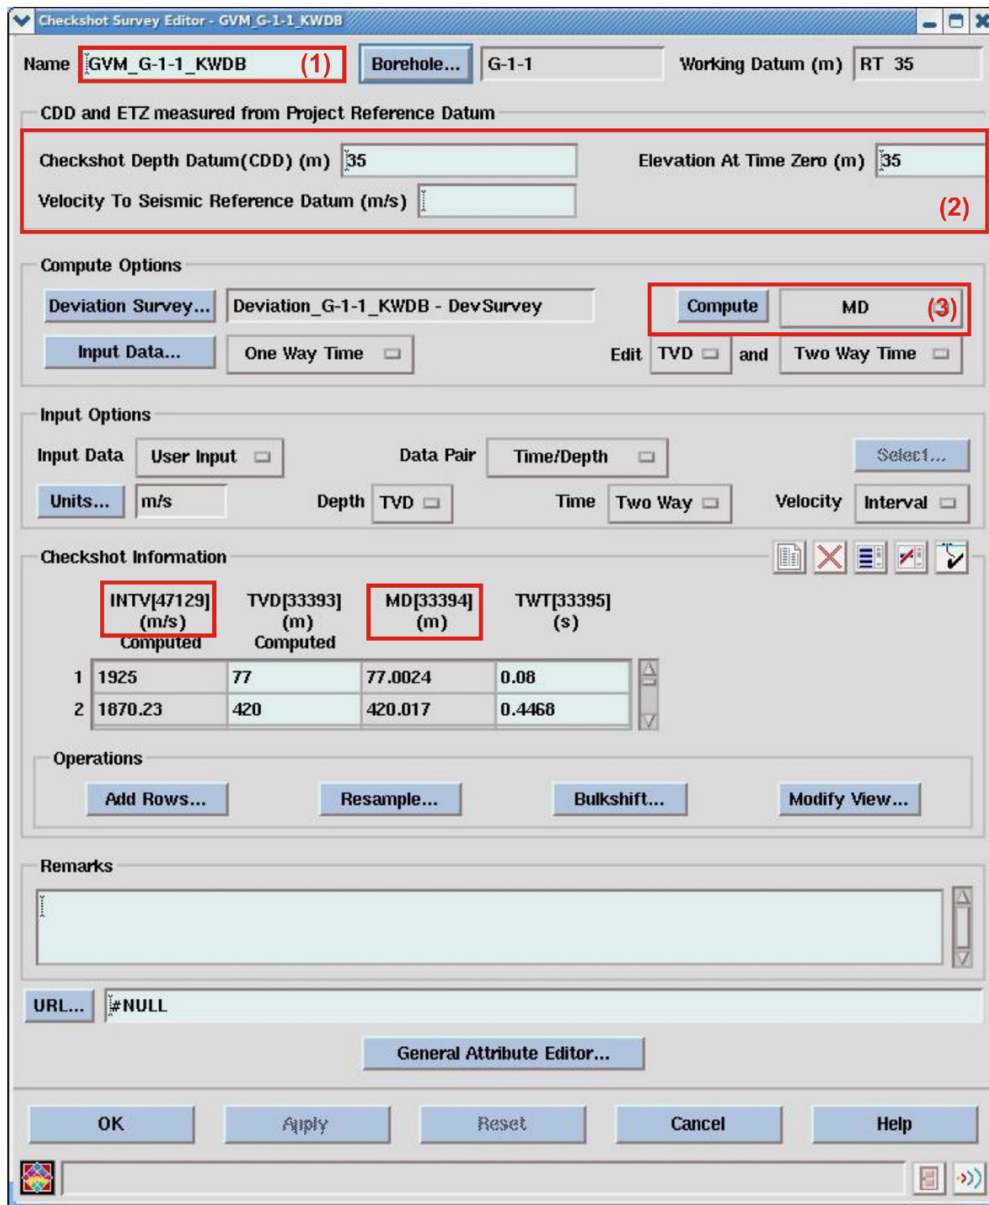 Checkshot Survey Editor - GVM_G-1-1_KWDB
Name GVM_G-1-1_KWDB (1) Borehole... G-1-1 Working Datum (m) RT 35
CDD and ETZ measured from Project Reference Datum
Checkshot Depth Datum(CDD) (m) 35 Elevation At Time Zero (m) 35
Velocity To Seismic Reference Datum (m/s) (2)
Compute Options
Deviation Survey... Deviation_G-1-1_KWDB - DevSurvey Compute MD (3)
Input Data... One Way Time Edit TVD and Two Way Time
Input Options
Input Data User Input Data Pair Time/Depth Select...
Units... m/s Depth TVD Time Two Way Velocity Interval
Checkshot Information
INTV[47129] TVD[33393] MD[33394] TWT[33395]
(m/s) (m) (m) (s)
Computed Computed
1 1925 77 77.0024 0.08
2 1870.23 420 420.017 0.4468
Operations
Add Rows... Resample... Bulkshift... Modify View...
Remarks
URL... #NULL
General Attribute Editor...
OK Apply Reset Cancel Help